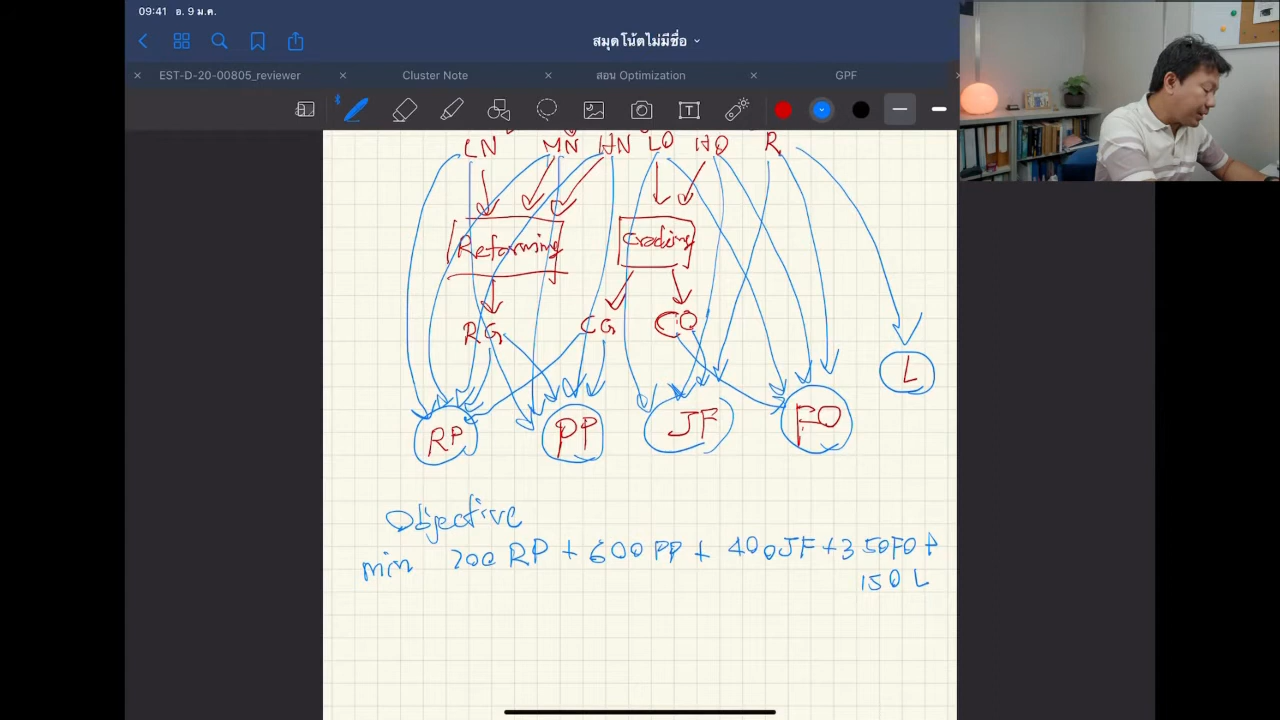 09:41 อ. 9 ม.ค.
สมุดโน้ตไม่มีชื่อ
EST-D-20-00805_reviewer
Cluster Note
สอน Optimization
GPF
LN MN HN LO HO R
Reforming Cracking
RG CG CO
L
RP PP JF FO
Objective
min 700 RP + 600 PP + 400 JF + 350 FO +
150 L